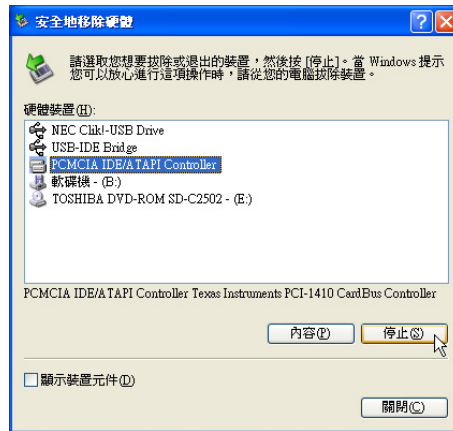 安全地移除硬體
請選取您想要拔除或退出的裝置，然後按 [停止]。當 Windows 提示
您可以放心進行這項操作時，請從您的電腦拔除裝置。
硬體裝置(H):
NEC Clik!-USB Drive
USB-IDE Bridge
PCMCIA IDE/ATAPI Controller
軟碟機 - (B:)
TOSHIBA DVD-ROM SD-C2502 - (E:)
PCMCIA IDE/ATAPI Controller Texas Instruments PCI-1410 CardBus Controller
內容(P)
停止(S)
顯示裝置元件(D)
關閉(C)